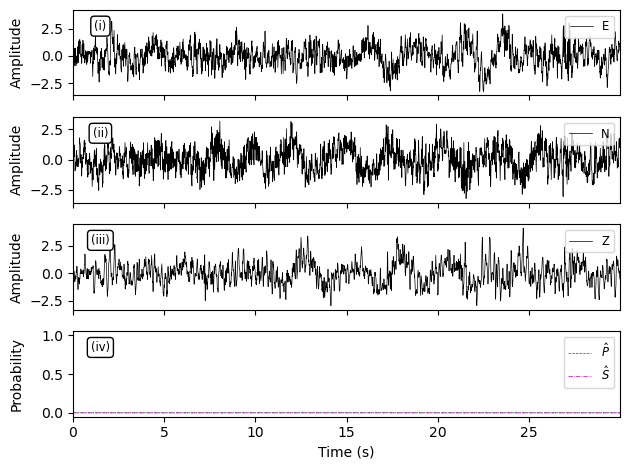 Amplitude
2.5
0.0
−2.5
(i)
E
Amplitude
2.5
0.0
−2.5
(ii)
N
Amplitude
2.5
0.0
−2.5
(iii)
Z
Probability
1.0
0.5
0.0
(iv)
P̂
Ŝ
0 5 10 15 20 25
Time (s)